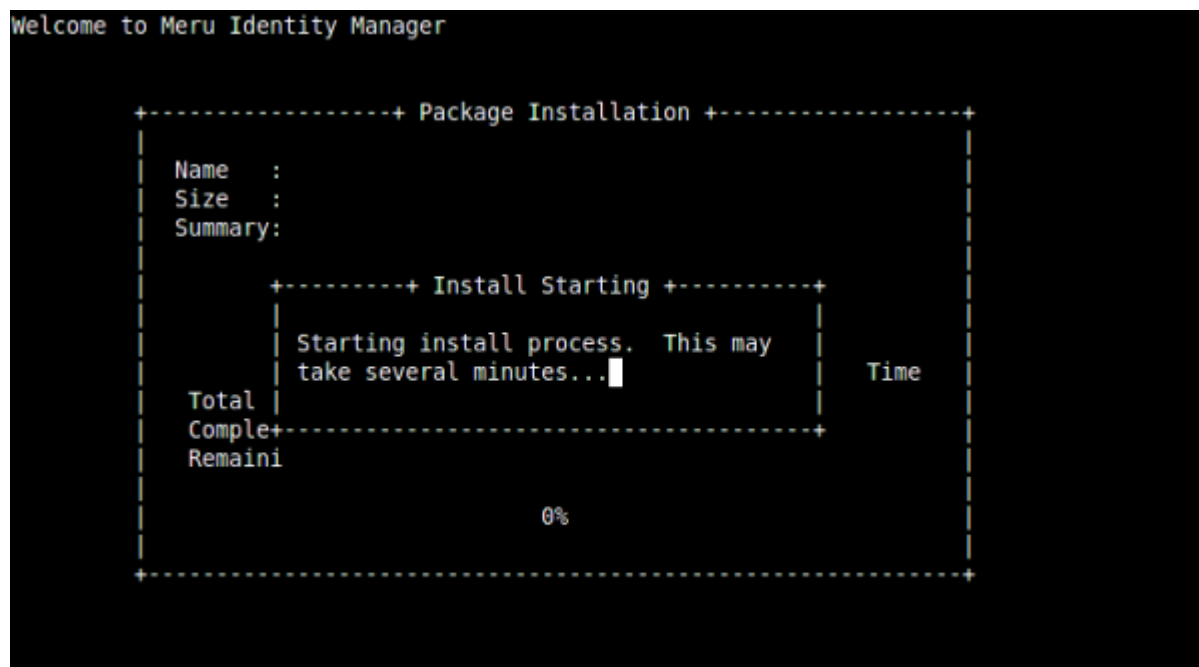 Welcome to Meru Identity Manager
Package Installation
Name :
Size :
Summary:
Install Starting
Starting install process. This may
take several minutes...
Time
Total
Comple
Remaini
0%